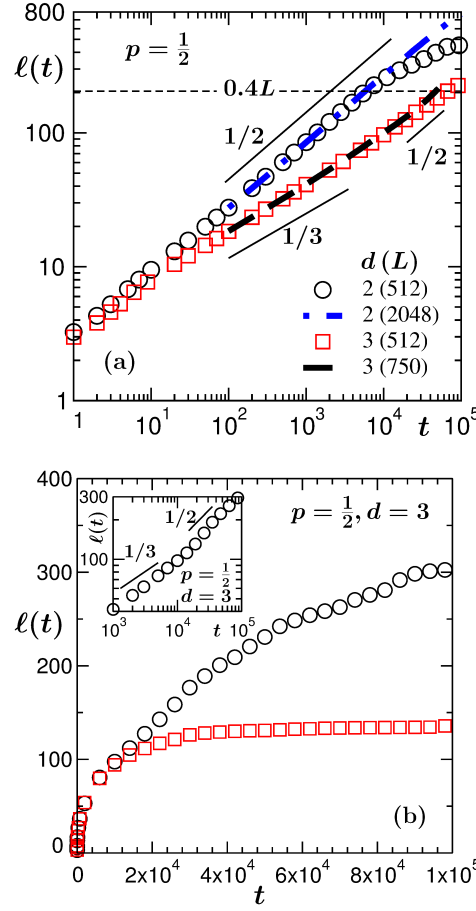 800
p = 1/2
ℓ(t)
0.4L
1/2
100
1/2
1/3
10
d (L)
2 (512)
2 (2048)
3 (512)
3 (750)
(a)
1
1 10¹ 10² 10³ 10⁴ t 10⁵
400
300
ℓ(t)
1/2
p = 1/2, d = 3
1/3
100
p = 1/2
d = 3
10³ 10⁴ t 10⁵
300
ℓ(t)
200
100
(b)
0
0 2x10⁴ 4x10⁴ 6x10⁴ 8x10⁴ 1x10⁵
t